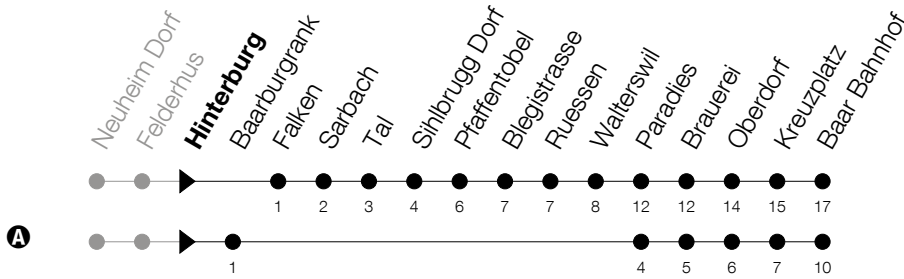 Neuheim Dorf
Felderhus
Hinterburg
Baarburgrank
Falken
Sarbach
Tal
Sihlbrugg Dorf
Pfaffentobel
Blegistrasse
Ruessen
Walterswil
Paradies
Brauerei
Oberdorf
Kreuzplatz
Baar Bahnhof
1 2 3 4 6 7 7 8 12 12 14 15 17
A
1 4 5 6 7 10